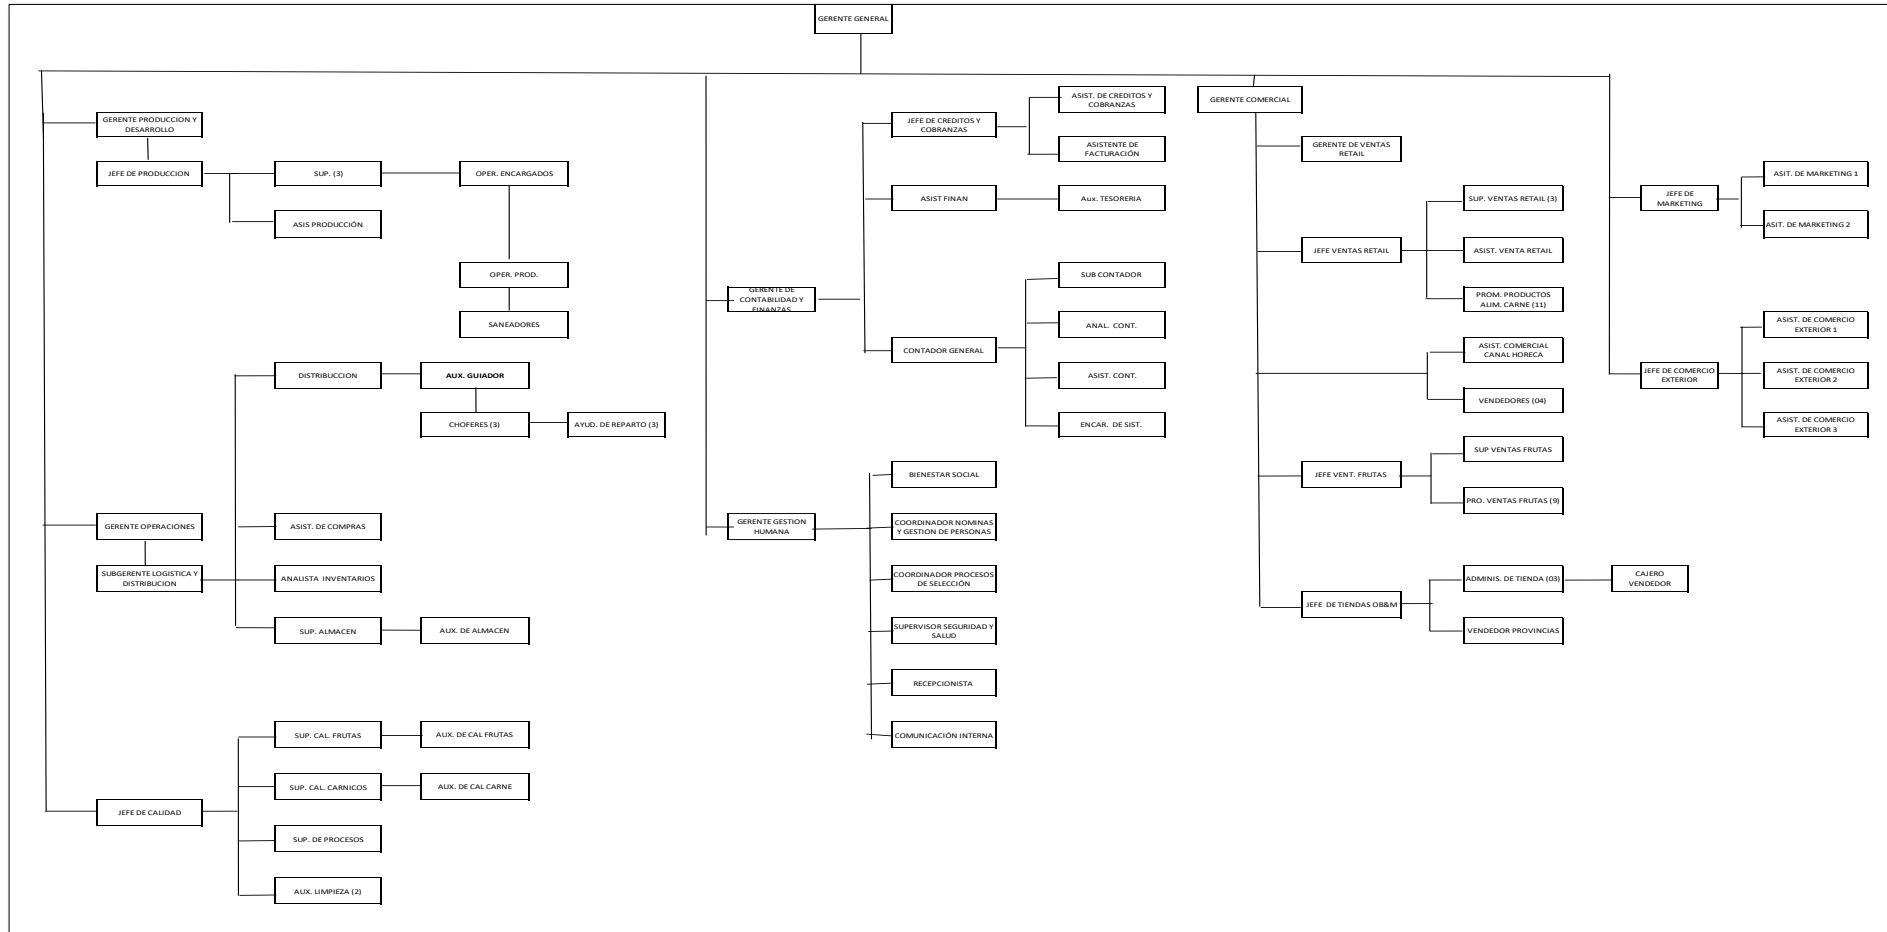 GERENTE GENERAL
GERENTE PRODUCCION Y
DESARROLLO
JEFE DE PRODUCCION
SUP. (3)
OPER. ENCARGADOS
ASIS PRODUCCIÓN
OPER. PROD.
SANEADORES
DISTRIBUCCION
AUX. GUIADOR
CHOFERES (3)
AYUD. DE REPARTO (3)
GERENTE OPERACIONES
ASIST. DE COMPRAS
SUBGERENTE LOGISTICA Y
DISTRIBUCION
ANALISTA INVENTARIOS
SUP. ALMACEN
AUX. DE ALMACEN
SUP. CAL. FRUTAS
AUX. DE CAL FRUTAS
SUP. CAL. CARNICOS
AUX. DE CAL CARNE
JEFE DE CALIDAD
SUP. DE PROCESOS
AUX. LIMPIEZA (2)
JEFE DE CREDITOS Y
COBRANZAS
ASIST. DE CREDITOS Y
COBRANZAS
ASISTENTE DE
FACTURACIÓN
ASIST FINAN
Aux. TESORERIA
GERENTE DE
CONTABILIDAD Y
FINANZAS
SUB CONTADOR
ANAL. CONT.
CONTADOR GENERAL
ASIST. CONT.
ENCAR. DE SIST.
BIENESTAR SOCIAL
GERENTE GESTION
HUMANA
COORDINADOR NOMINAS
Y GESTION DE PERSONAS
COORDINADOR PROCESOS
DE SELECCIÓN
SUPERVISOR SEGURIDAD Y
SALUD
RECEPCIONISTA
COMUNICACIÓN INTERNA
GERENTE COMERCIAL
GERENTE DE VENTAS
RETAIL
JEFE VENTAS RETAIL
SUP. VENTAS RETAIL (3)
ASIST. VENTA RETAIL
PROM. PRODUCTOS
ALIM. CARNE (11)
ASIST. COMERCIAL
CANAL HORECA
VENDEDORES (04)
JEFE VENT. FRUTAS
SUP VENTAS FRUTAS
PRO. VENTAS FRUTAS (9)
JEFE DE TIENDAS OB&M
ADMINIS. DE TIENDA (03)
CAJERO
VENDEDOR
VENDEDOR PROVINCIAS
JEFE DE
MARKETING
ASIT. DE MARKETING 1
ASIT. DE MARKETING 2
JEFE DE COMERCIO
EXTERIOR
ASIST. DE COMERCIO
EXTERIOR 1
ASIST. DE COMERCIO
EXTERIOR 2
ASIST. DE COMERCIO
EXTERIOR 3